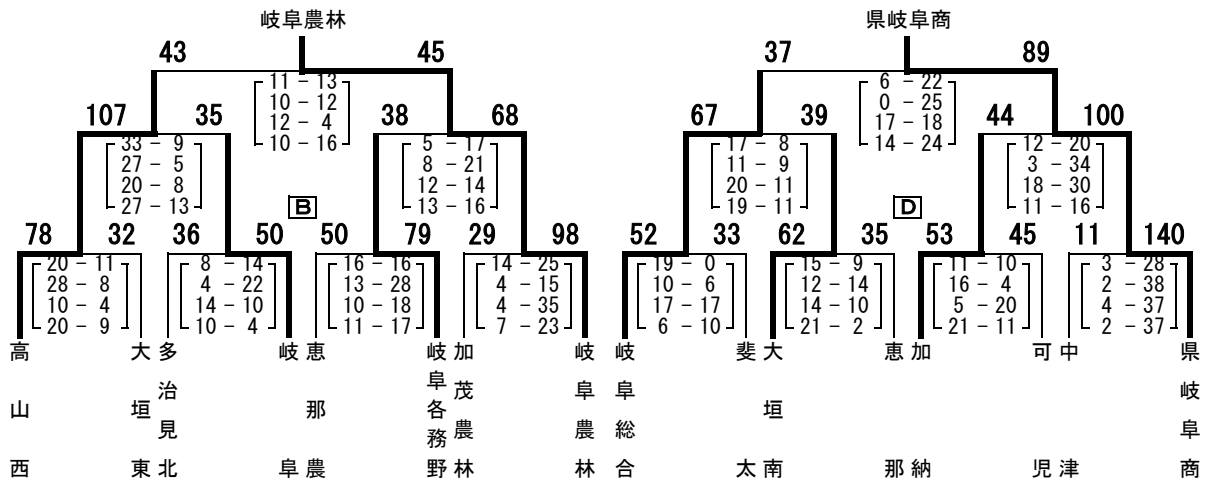 岐阜農林 県岐阜商
43 45 37 89
11 - 13 6 - 22
10 - 12 0 - 25
12 - 4 17 - 18
10 - 16 14 - 24
107 35 38 68 67 39 44 100
33 - 9 5 - 17 17 - 8 12 - 20
27 - 5 8 - 21 11 - 9 3 - 34
20 - 8 12 - 14 20 - 11 18 - 30
27 - 13 13 - 16 19 - 11 11 - 16
B D
78 32 36 50 50 79 29 98 52 33 62 35 53 45 11 140
20 - 11 8 - 14 16 - 16 14 - 25 19 - 0 15 - 9 11 - 10 3 - 28
28 - 8 4 - 22 13 - 28 4 - 15 10 - 6 12 - 14 16 - 4 2 - 38
10 - 4 14 - 10 10 - 18 4 - 35 17 - 17 14 - 10 5 - 20 4 - 37
20 - 9 10 - 4 11 - 17 7 - 23 6 - 10 21 - 2 21 - 11 2 - 37
高山西
大垣東
多治見北
岐阜
恵那農
岐阜各務野
加茂農林
岐阜農林
岐阜総合
斐太
大垣南
恵那
加納
可児
中津
県岐阜商